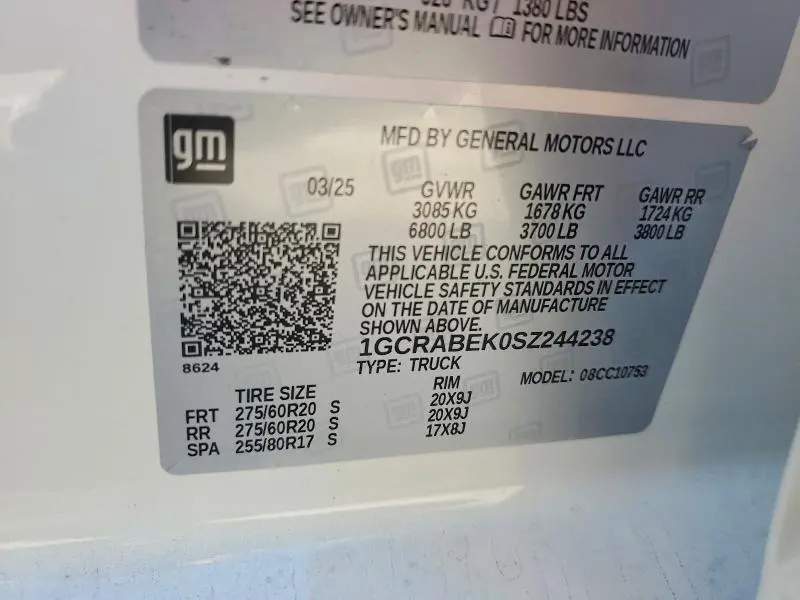 1380 LBS
SEE OWNER'S MANUAL FOR MORE INFORMATION
gm
MFD BY GENERAL MOTORS LLC
03/25 GVWR GAWR FRT GAWR RR
3085 KG 1678 KG 1724 KG
6800 LB 3700 LB 3800 LB
THIS VEHICLE CONFORMS TO ALL
APPLICABLE U.S. FEDERAL MOTOR
VEHICLE SAFETY STANDARDS IN EFFECT
ON THE DATE OF MANUFACTURE
SHOWN ABOVE.
1GCRABEK0SZ244238
8624
TYPE: TRUCK MODEL: 08CC10753
TIRE SIZE RIM
FRT 275/60R20 S 20X9J
RR 275/60R20 S 20X9J
SPA 255/80R17 S 17X8J